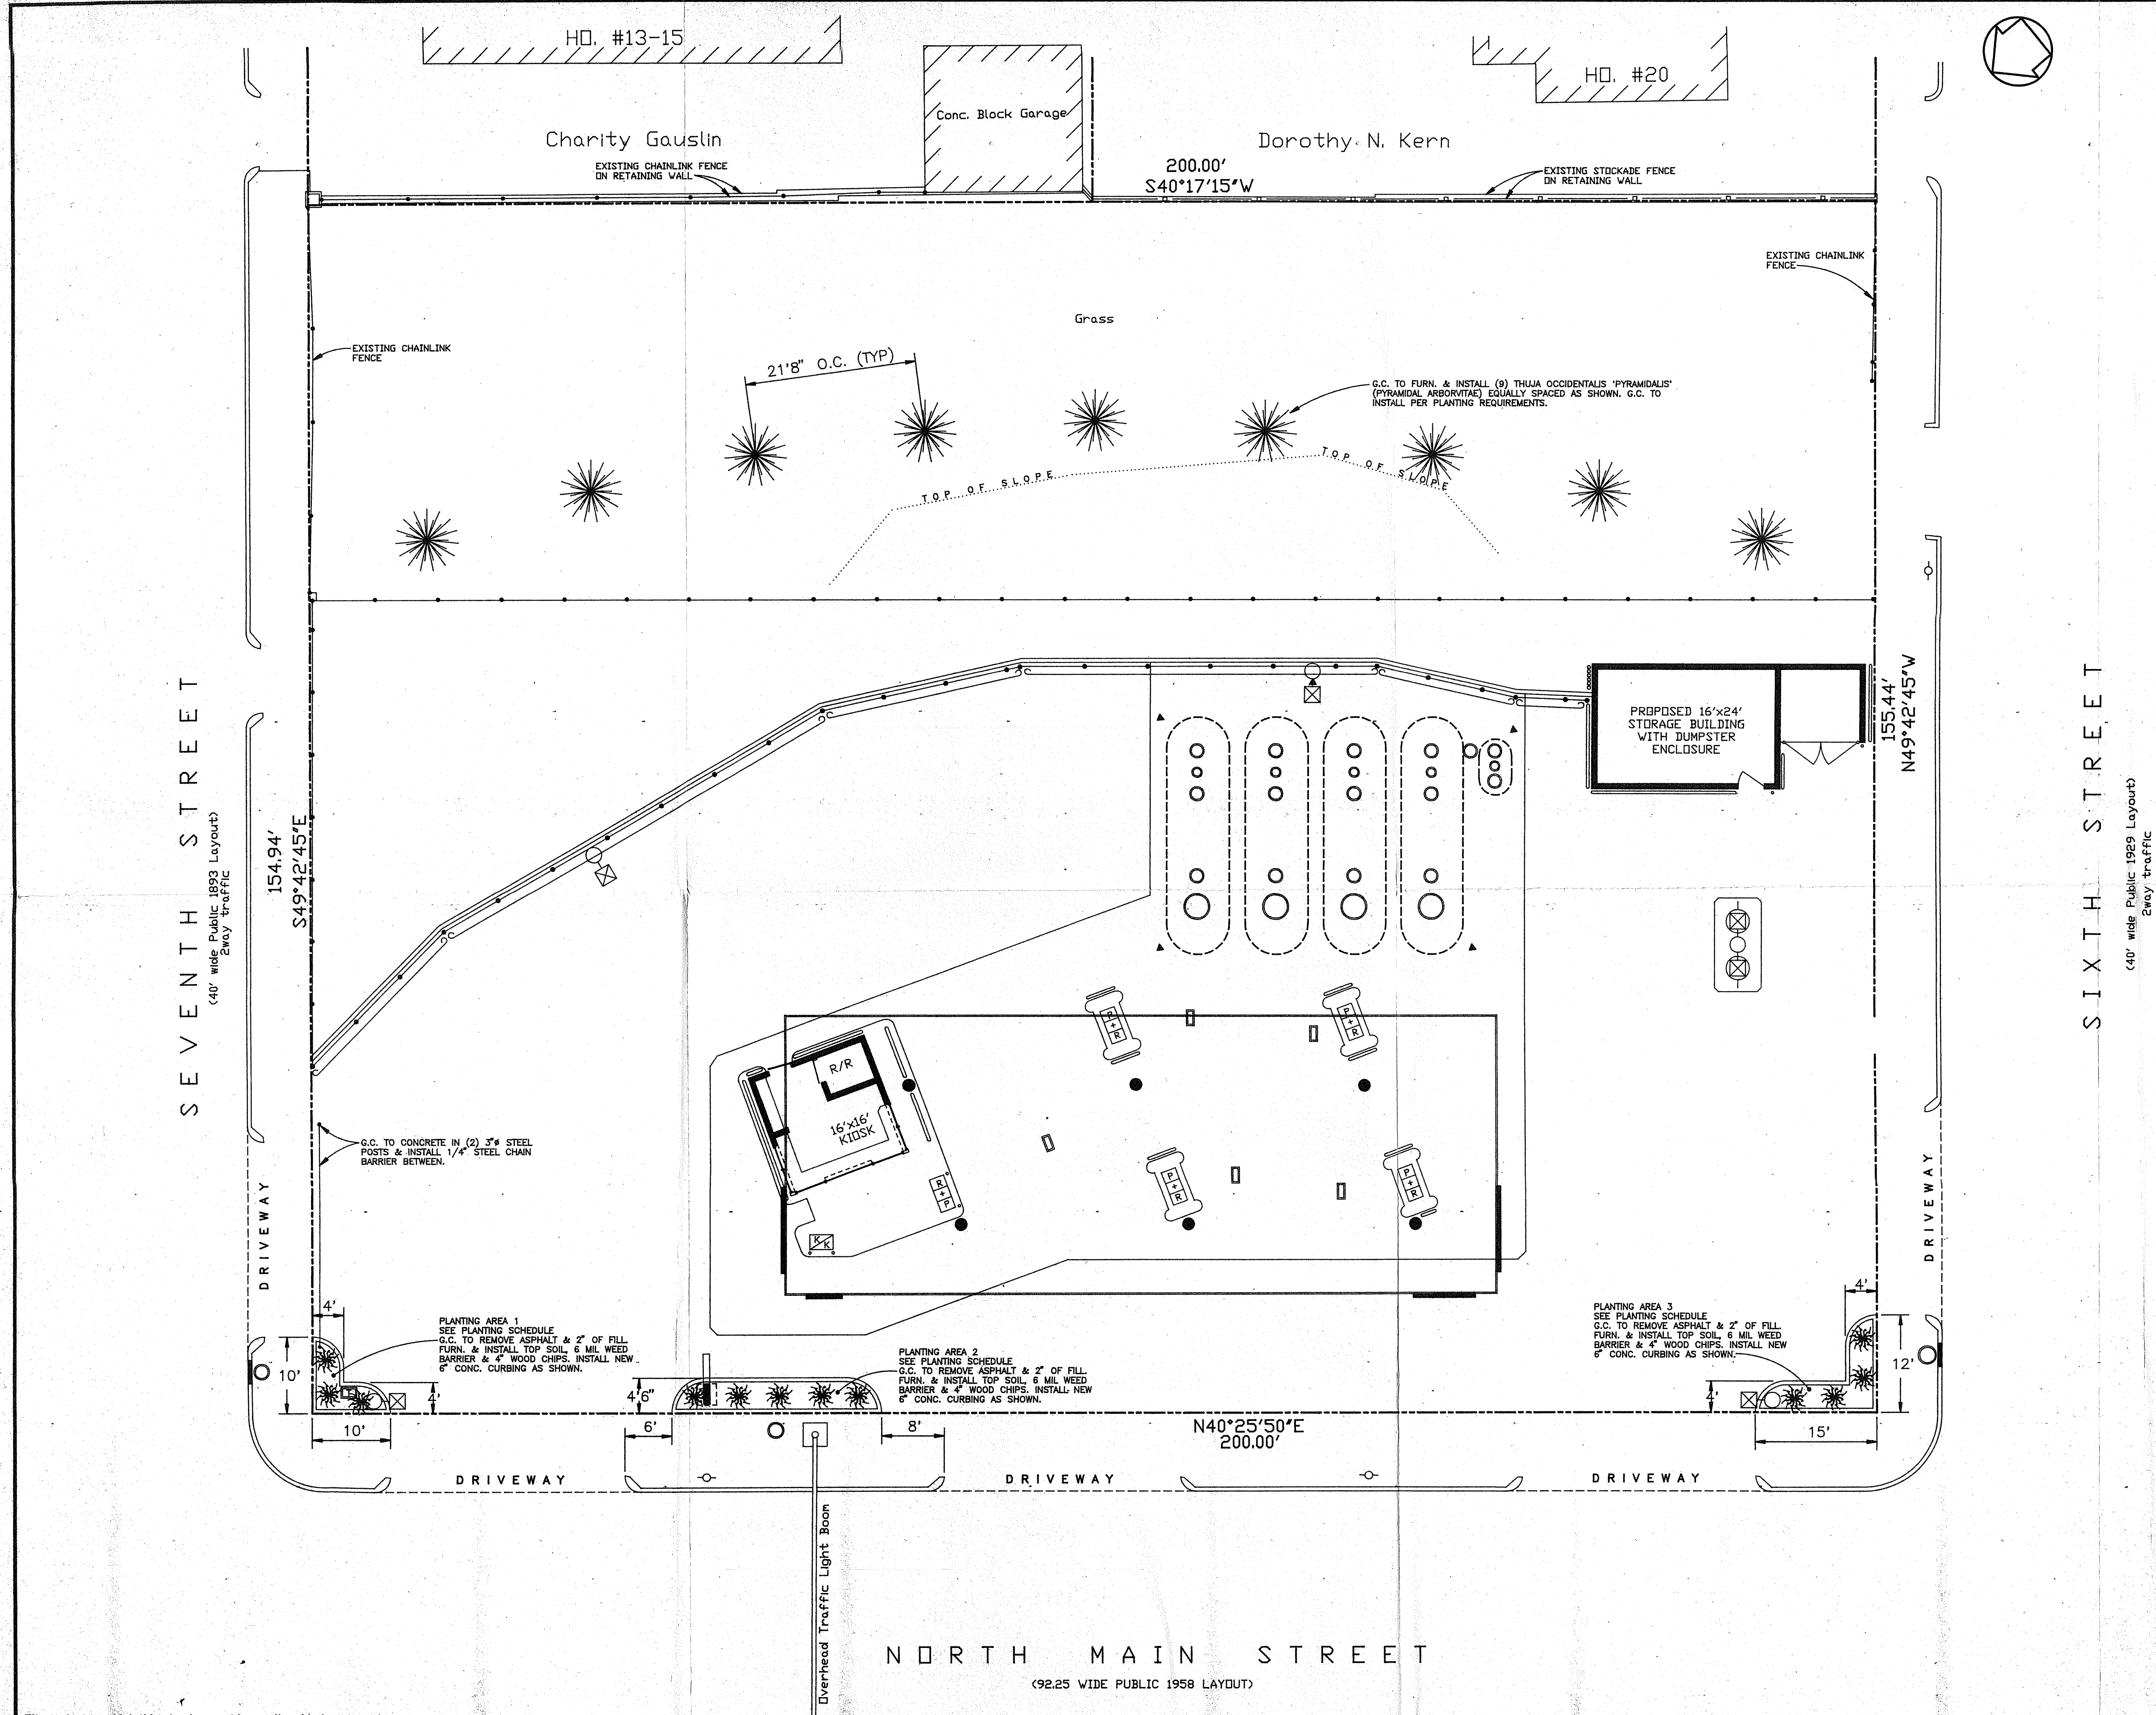 HO. #13-15
HO. #20
Conc. Block Garage
Charity Gauslin
Dorothy N. Kern
EXISTING CHAINLINK FENCE
ON RETAINING WALL
200.00'
S40°17'15"W
EXISTING STOCKADE FENCE
ON RETAINING WALL
EXISTING CHAINLINK
FENCE
Grass
EXISTING CHAINLINK
FENCE
21'8" O.C. (TYP)
G.C. TO FURN. & INSTALL (9) THUJA OCCIDENTALIS 'PYRAMIDALIS'
(PYRAMIDAL ARBORVITAE) EQUALLY SPACED AS SHOWN. G.C. TO
INSTALL PER PLANTING REQUIREMENTS.
TOP OF SLOPE
TOP OF SLOPE
PROPOSED 16'x24'
STORAGE BUILDING
WITH DUMPSTER
ENCLOSURE
155.44'
N49°42'45"W
SIXTH STREET
(40' wide Public 1929 Layout)
2way traffic
SEVENTH STREET
(40' wide Public 1893 Layout)
2way traffic
154.94'
S49°42'45"E
R/R
16'x16'
KIOSK
P
+
R
P
+
R
P
+
R
P
+
R
R
+
P
K
K
G.C. TO CONCRETE IN (2) 3"ø STEEL
POSTS & INSTALL 1/4" STEEL CHAIN
BARRIER BETWEEN.
DRIVEWAY
DRIVEWAY
4'
10'
10'
4'
PLANTING AREA 1
SEE PLANTING SCHEDULE
G.C. TO REMOVE ASPHALT & 2" OF FILL.
FURN. & INSTALL TOP SOIL, 6 MIL WEED
BARRIER & 4" WOOD CHIPS. INSTALL NEW
6" CONC. CURBING AS SHOWN.
4'6"
6'
8'
PLANTING AREA 2
SEE PLANTING SCHEDULE
G.C. TO REMOVE ASPHALT & 2" OF FILL.
FURN. & INSTALL TOP SOIL, 6 MIL WEED
BARRIER & 4" WOOD CHIPS. INSTALL NEW
6" CONC. CURBING AS SHOWN.
PLANTING AREA 3
SEE PLANTING SCHEDULE
G.C. TO REMOVE ASPHALT & 2" OF FILL.
FURN. & INSTALL TOP SOIL, 6 MIL WEED
BARRIER & 4" WOOD CHIPS. INSTALL NEW
6" CONC. CURBING AS SHOWN.
4'
12'
4'
15'
N40°25'50"E
200.00'
DRIVEWAY
DRIVEWAY
DRIVEWAY
Overhead Traffic Light Boom
NORTH MAIN STREET
(92.25 WIDE PUBLIC 1958 LAYOUT)